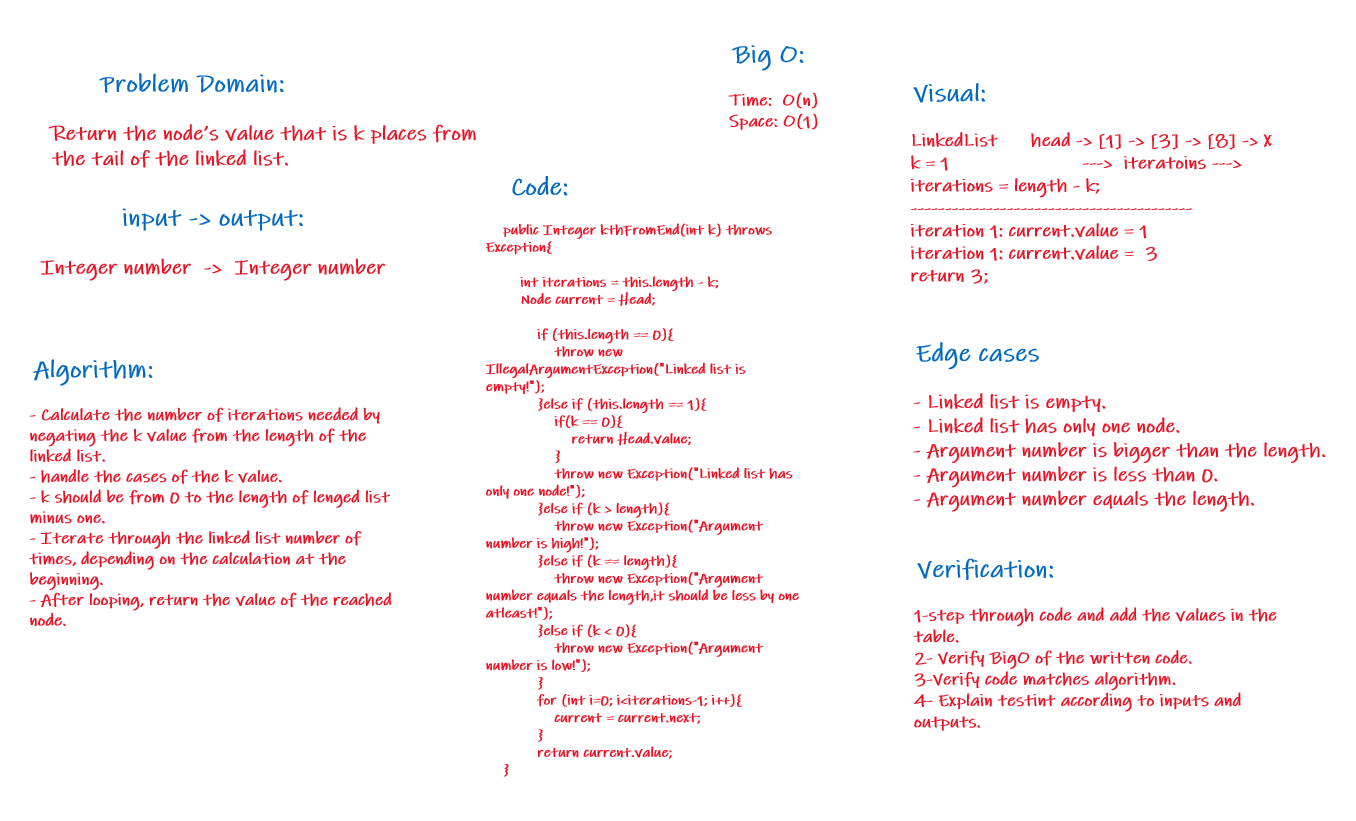 Problem Domain:
Return the node's value that is k places from
the tail of the linked list.
input -> output:
Integer number -> Integer number
Algorithm:
- Calculate the number of iterations needed by
negating the k value from the length of the
linked list.
- handle the cases of the k value.
- k should be from 0 to the length of lenged list
minus one.
- Iterate through the linked list number of
times, depending on the calculation at the
beginning.
- After looping, return the value of the reached
node.
Big O:
Time: O(n)
Space: O(1)
Code:
public Integer kthFromEnd(int k) throws
Exception{
int iterations = this.length - k;
Node current = Head;
if (this.length == 0){
throw new
IllegalArgumentException("Linked list is
empty!");
}else if (this.length == 1){
if(k == 0){
return Head.value;
}
throw new Exception("Linked list has
only one node!");
}else if (k > length){
throw new Exception("Argument
number is high!");
}else if (k == length){
throw new Exception("Argument
number equals the length,it should be less by one
atleast!");
}else if (k < 0){
throw new Exception("Argument
number is low!");
}
for (int i=0; i<iterations-1; i++){
current = current.next;
}
return current.value;
}
Visual:
LinkedList head -> [1] -> [3] -> [8] -> X
k = 1 ---> iteratoins --->
iterations = length - k;
-----------------------------------------
iteration 1: current.value = 1
iteration 1: current.value = 3
return 3;
Edge cases
- Linked list is empty.
- Linked list has only one node.
- Argument number is bigger than the length.
- Argument number is less than 0.
- Argument number equals the length.
Verification:
1-step through code and add the values in the
table.
2- Verify BigO of the written code.
3-Verify code matches algorithm.
4- Explain testint according to inputs and
outputs.